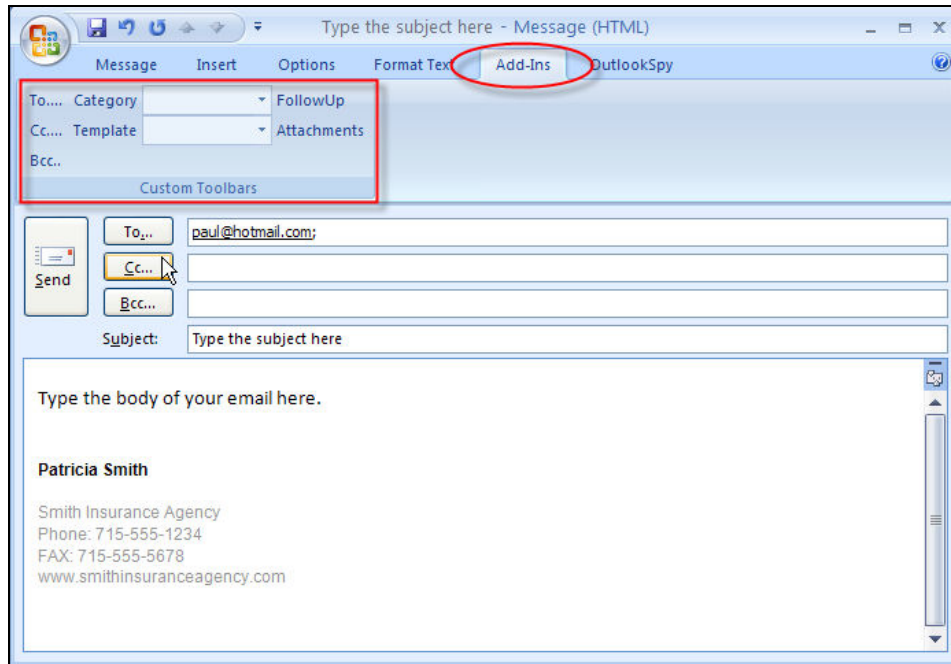 Type the subject here - Message (HTML)
Message Insert Options Format Text Add-Ins OutlookSpy
To.... Category FollowUp
Cc.... Template Attachments
Bcc..
Custom Toolbars
To... paul@hotmail.com;
Cc...
Send
Bcc...
Subject: Type the subject here
Type the body of your email here.
Patricia Smith
Smith Insurance Agency
Phone: 715-555-1234
FAX: 715-555-5678
www.smithinsuranceagency.com